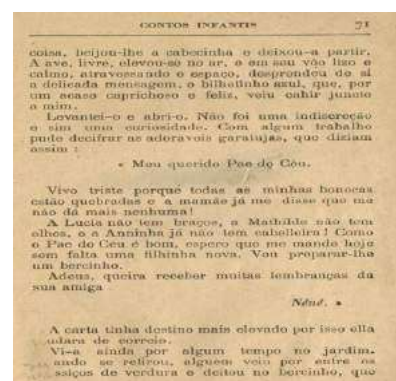 CONTOS INFANTIS 71
coisa, beijou-lhe a cabecinha e deixou-a partir.
A ave, livre, elevou-se no ar, e em seu vôo lizo e
calmo, atravessando o espaço, desprendeu de si
a delicada mensagem, o bilhetinho azul, que, por
um acaso caprichoso e feliz, veiu cahir juncto
a mim.
Levantei-o e abri-o. Não foi uma indiscreção
e sim uma curiosidade. Com algum trabalho
pude decifrar as adoraveis garatujas, que diziam
assim :
« Meu querido Pae do Céu.
Vivo triste porque todas as minhas bonecas
estão quebradas e a mamãe já me disse que me
não dá mais nenhuma!
A Lucia não tem braços, a Mathilde não tem
olhos, e a Anninha já não tem cabelleira! Como
o Pae do Céu é bom, espero que me mande hoje
sem falta uma filhinha nova. Vou preparar-lhe
um bercinho.
Adeus, queira receber muitas lembranças da
sua amiga
Néné. »
A carta tinha destino mais elevado por isso ella
udara de correio.
Vi-a ainda por algum tempo no jardim.
ando se retirou, alguem veiu por entre os
ssiços de verdura e deitou no bercinho, que